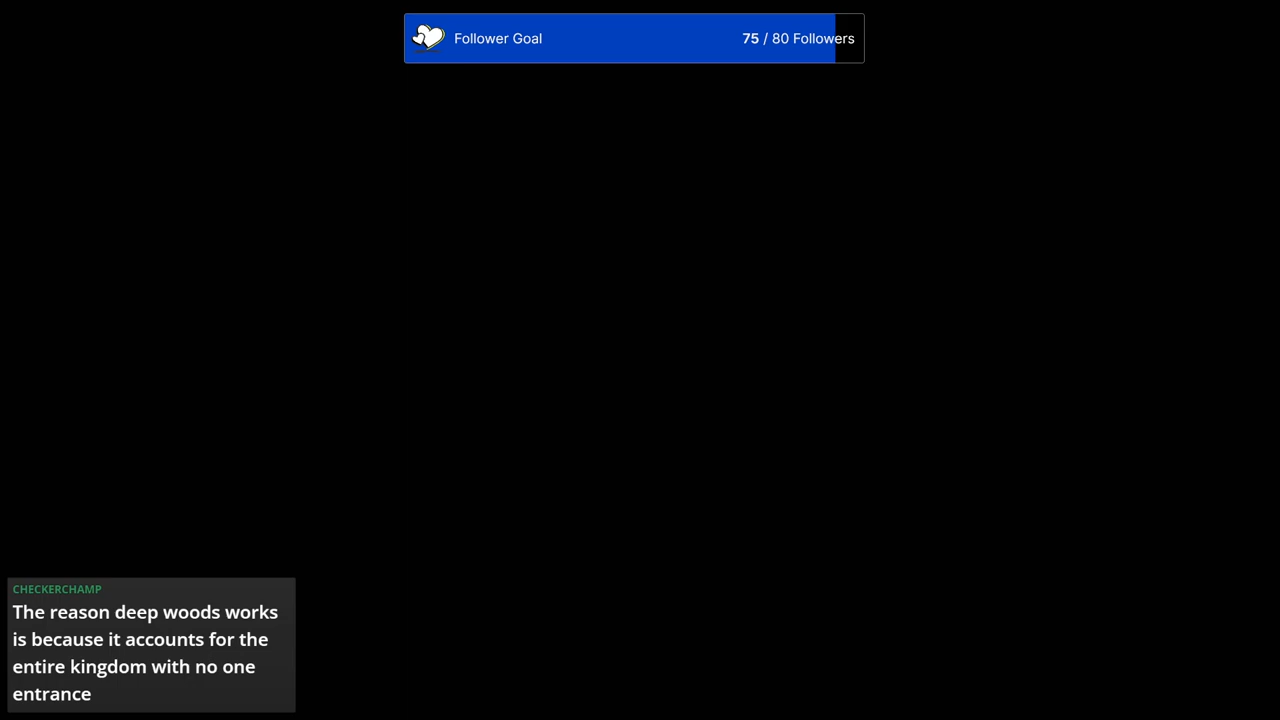 Follower Goal 75 / 80 Followers
CHECKERCHAMP
The reason deep woods works
is because it accounts for the
entire kingdom with no one
entrance